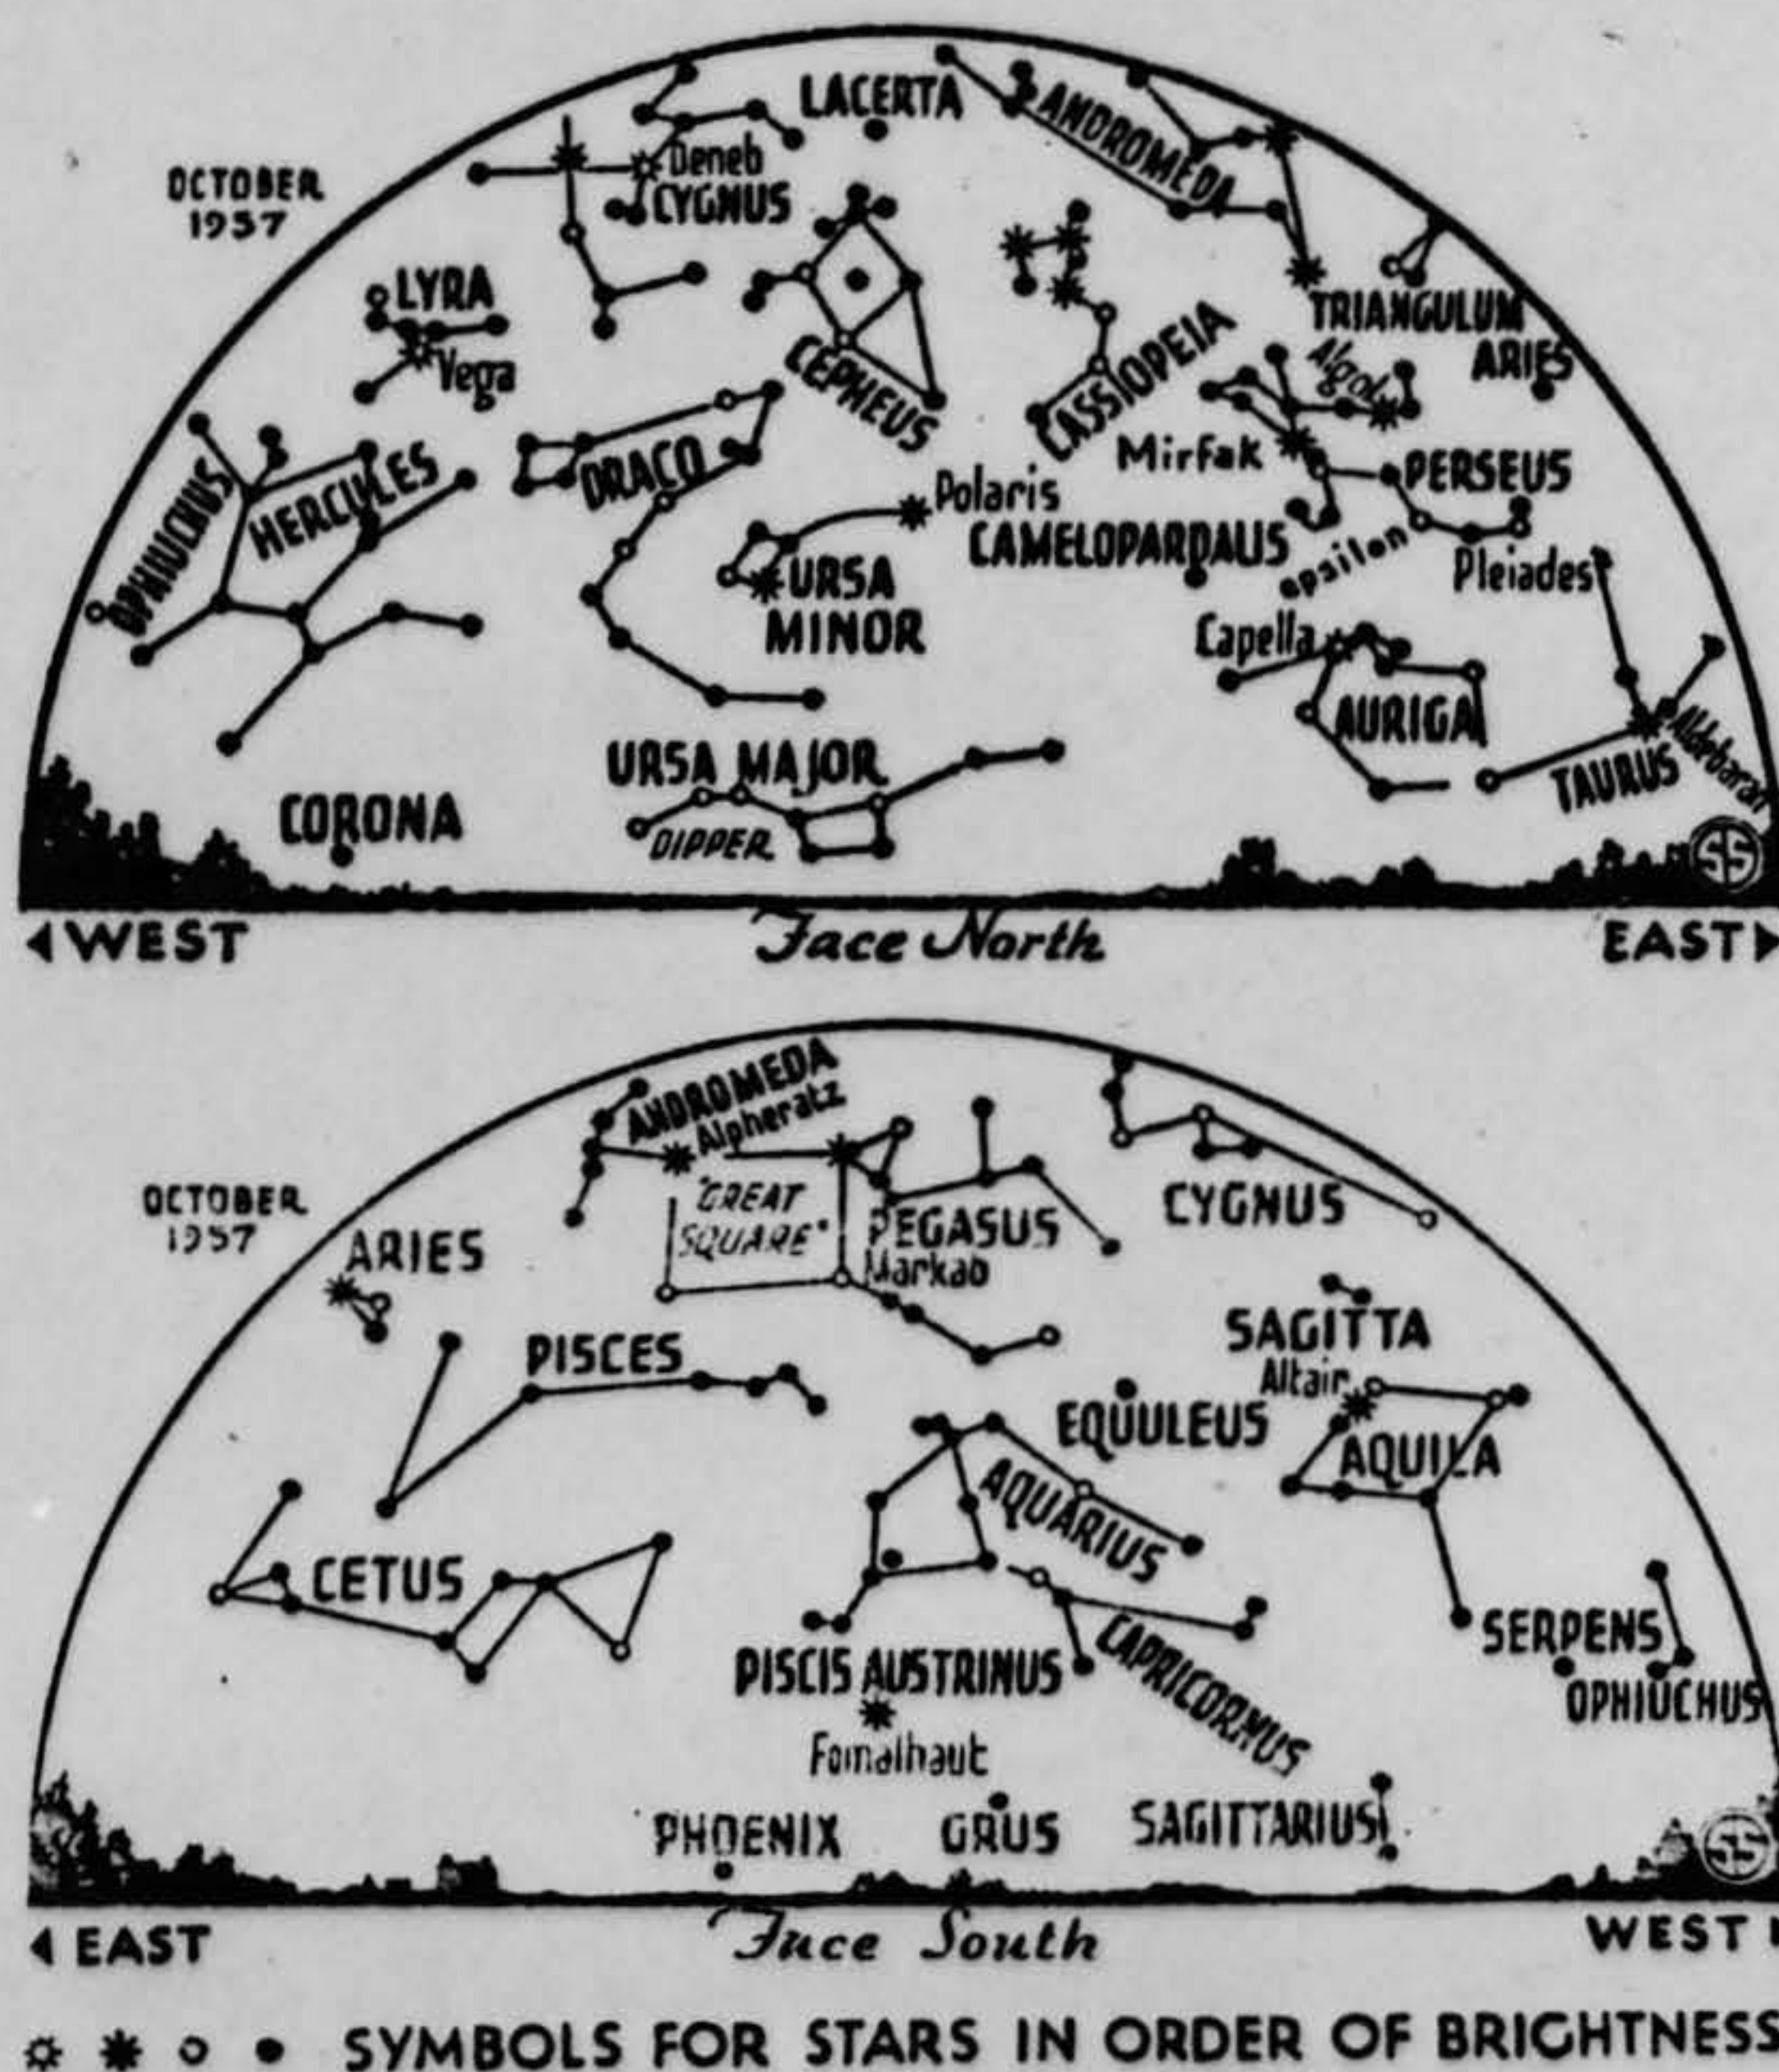 LACERTA
ANDROMEDA
Deneb
CYGNUS
OCTOBER
1957
LYRA
Vega
CEPHEUS
CASSIOPEIA
TRIANGULUM
Algol
ARIES
Mirfak
PERSEUS
OPHIUCHUS
HERCULES
DRACO
Polaris
CAMELOPARDALIS
epsilon
Pleiades
URSA
MINOR
Capella
AURIGA
TAURUS
Aldebaran
URSA MAJOR
DIPPER
CORONA
SS
◀ WEST
Face North
EAST ▶
ANDROMEDA
Alpheratz
OCTOBER
1957
"GREAT
SQUARE"
PEGASUS
Markab
CYGNUS
ARIES
PISCES
SAGITTA
Altair
EQUULEUS
AQUILA
AQUARIUS
CETUS
SERPENS
OPHIUCHUS
PISCIS AUSTRINUS
CAPRICORNUS
Fomalhaut
PHOENIX
GRUS
SAGITTARIUS
SS
◀ EAST
Face South
WEST
SYMBOLS FOR STARS IN ORDER OF BRIGHTNESS